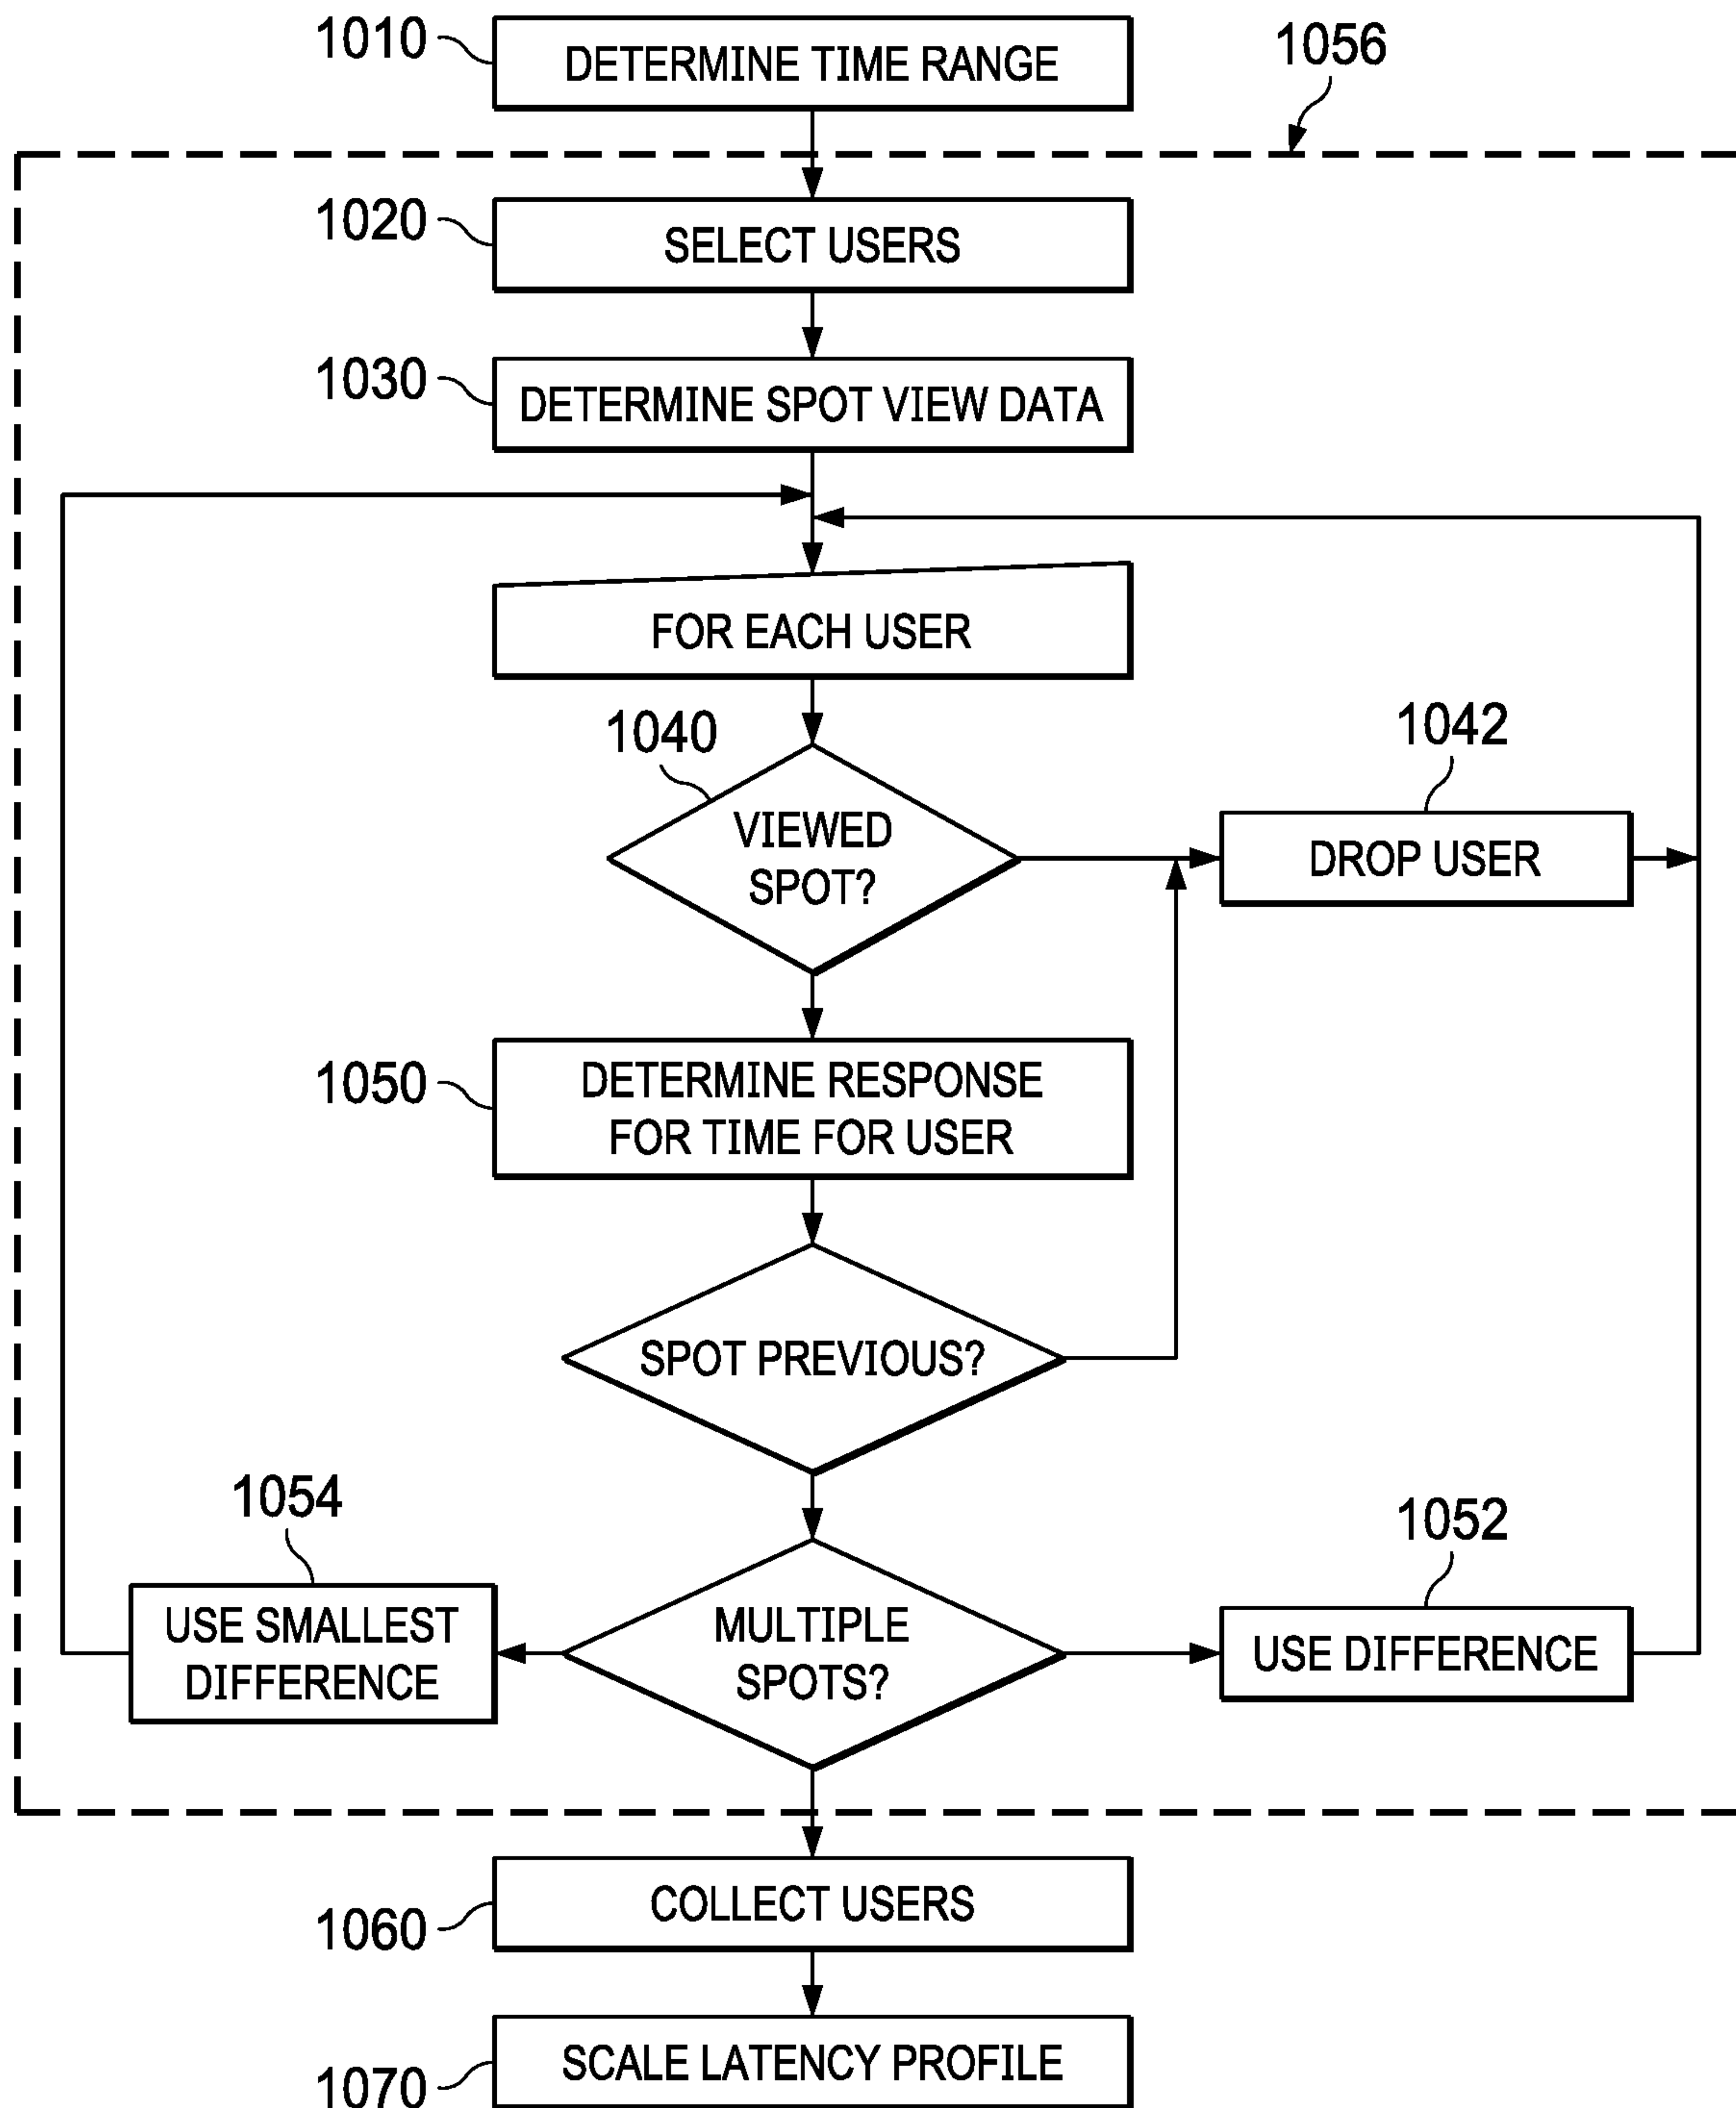 1010
DETERMINE TIME RANGE
1056
1020
SELECT USERS
1030
DETERMINE SPOT VIEW DATA
FOR EACH USER
1040
VIEWED
SPOT?
1042
DROP USER
1050
DETERMINE RESPONSE
FOR TIME FOR USER
SPOT PREVIOUS?
1054
USE SMALLEST
DIFFERENCE
MULTIPLE
SPOTS?
1052
USE DIFFERENCE
1060
COLLECT USERS
1070
SCALE LATENCY PROFILE